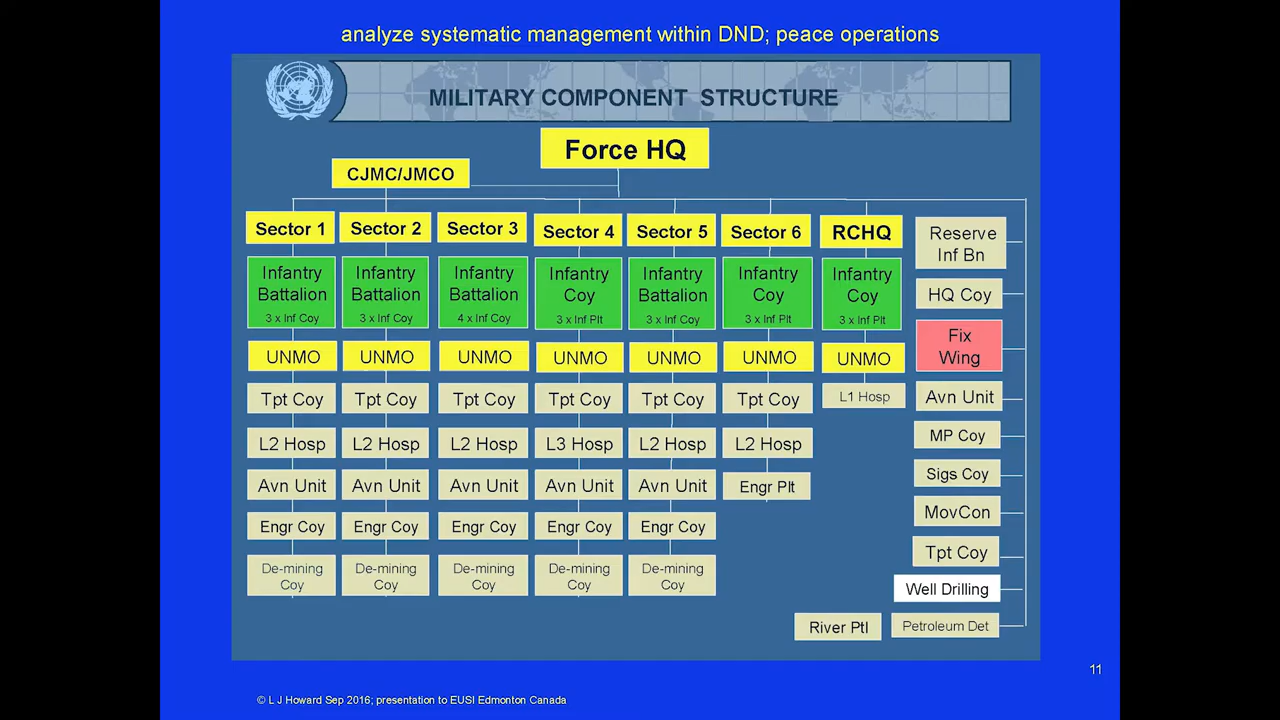 analyze systematic management within DND; peace operations
MILITARY COMPONENT STRUCTURE
Force HQ
CJMC/JMCO
Sector 1
Infantry
Battalion
3 x Inf Coy
UNMO
Tpt Coy
L2 Hosp
Avn Unit
Engr Coy
De-mining
Coy
Sector 2
Infantry
Battalion
3 x Inf Coy
UNMO
Tpt Coy
L2 Hosp
Avn Unit
Engr Coy
De-mining
Coy
Sector 3
Infantry
Battalion
4 x Inf Coy
UNMO
Tpt Coy
L2 Hosp
Avn Unit
Engr Coy
De-mining
Coy
Sector 4
Infantry
Coy
3 x Inf Plt
UNMO
Tpt Coy
L3 Hosp
Avn Unit
Engr Coy
De-mining
Coy
Sector 5
Infantry
Battalion
3 x Inf Coy
UNMO
Tpt Coy
L2 Hosp
Avn Unit
Engr Coy
De-mining
Coy
Sector 6
Infantry
Coy
3 x Inf Plt
UNMO
Tpt Coy
L2 Hosp
Engr Plt
RCHQ
Infantry
Coy
3 x Inf Plt
UNMO
L1 Hosp
Reserve
Inf Bn
HQ Coy
Fix
Wing
Avn Unit
MP Coy
Sigs Coy
MovCon
Tpt Coy
Well Drilling
River Ptl
Petroleum Det
11
© L J Howard Sep 2016; presentation to EUSI Edmonton Canada